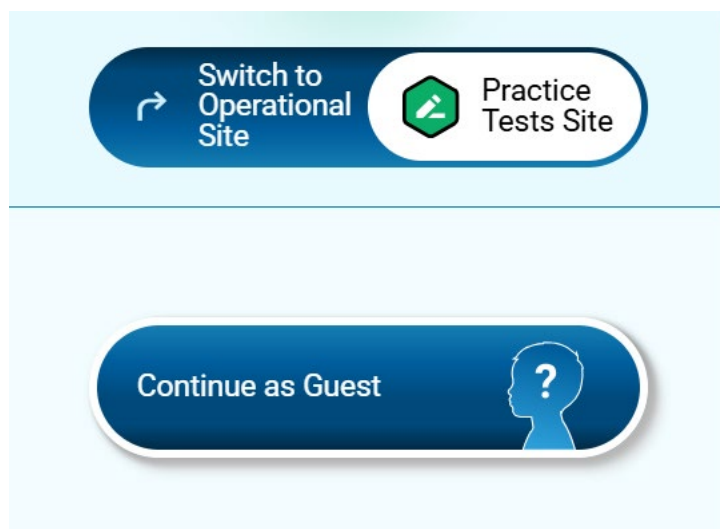 Switch to
Operational
Site
Practice
Tests Site
Continue as Guest
?